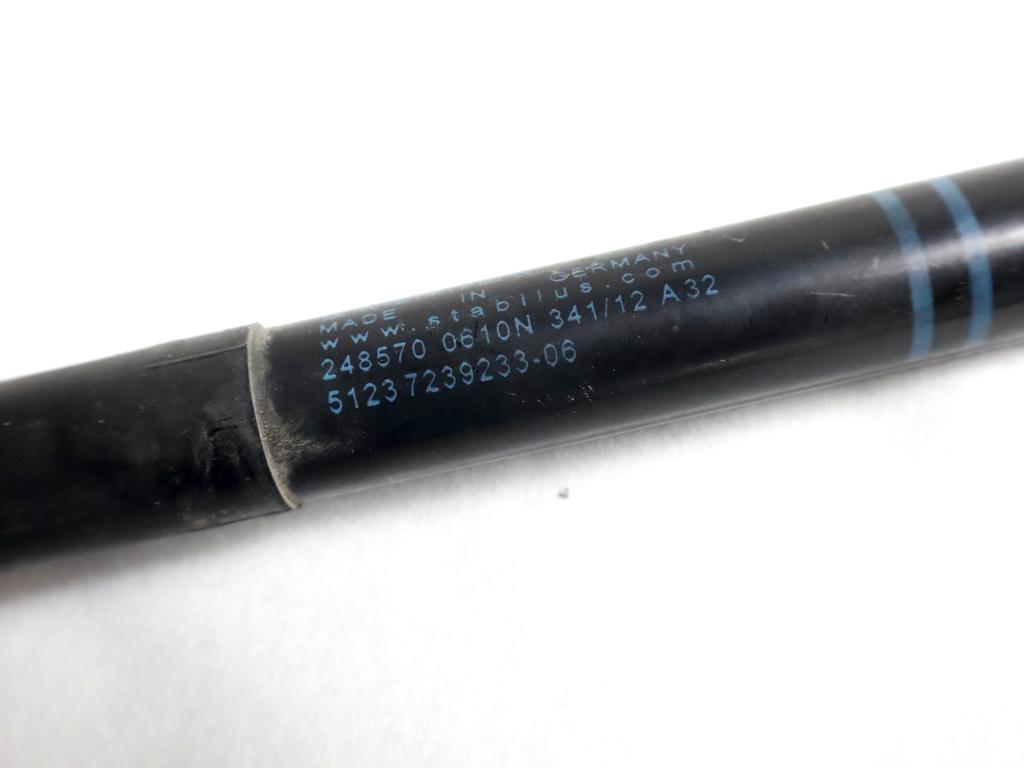 MADE IN GERMANY
www.stabilus.com
248570 0610N 341/12 A32
51237239233-06